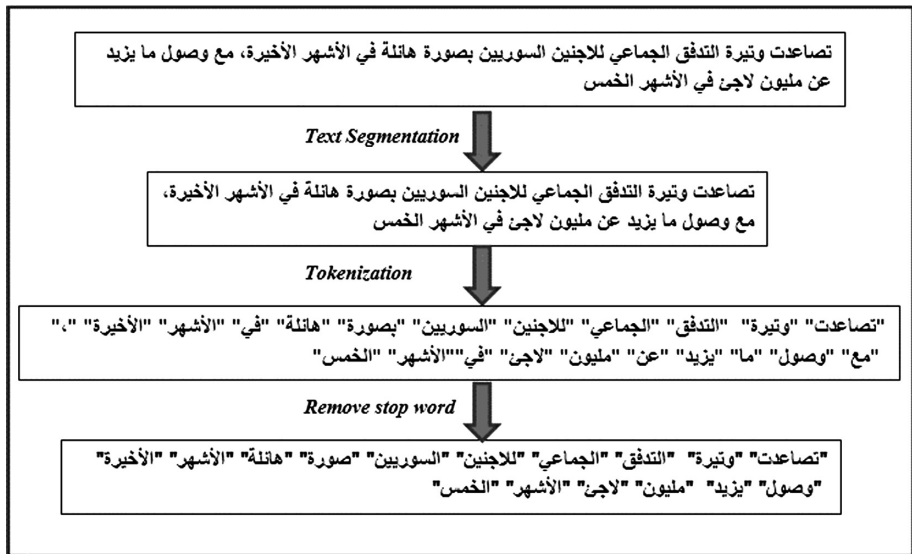 تصاعدت وتيرة التدفق الجماعي للاجئين السوريين بصورة هائلة في الأشهر الأخيرة، مع وصول ما يزيد
عن مليون لاجئ في الأشهر الخمس
Text Segmentation
تصاعدت وتيرة التدفق الجماعي للاجئين السوريين بصورة هائلة في الأشهر الأخيرة،
مع وصول ما يزيد عن مليون لاجئ في الأشهر الخمس
Tokenization
"تصاعدت" "وتيرة" "التدفق" "الجماعي" "للاجئين" "السوريين" "بصورة" "هائلة" "في" "الأشهر" "الأخيرة" "،"
"مع" "وصول" "ما" "يزيد" "عن" "مليون" "لاجئ" "في""الأشهر" "الخمس"
Remove stop word
"تصاعدت" "وتيرة" "التدفق" "الجماعي" "للاجئين" "السوريين" "صورة" "هائلة" "الأشهر" "الأخيرة"
"وصول" "يزيد" "مليون" "لاجئ" "الأشهر" "الخمس"